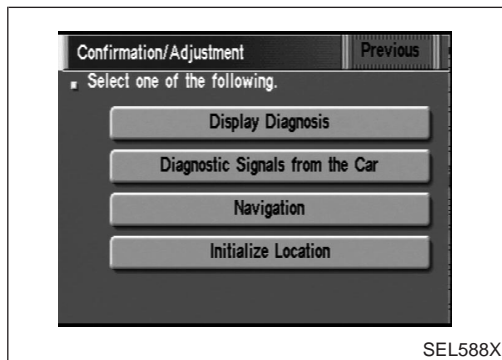 Confirmation/Adjustment Previous
Select one of the following.
Display Diagnosis
Diagnostic Signals from the Car
Navigation
Initialize Location
SEL588X